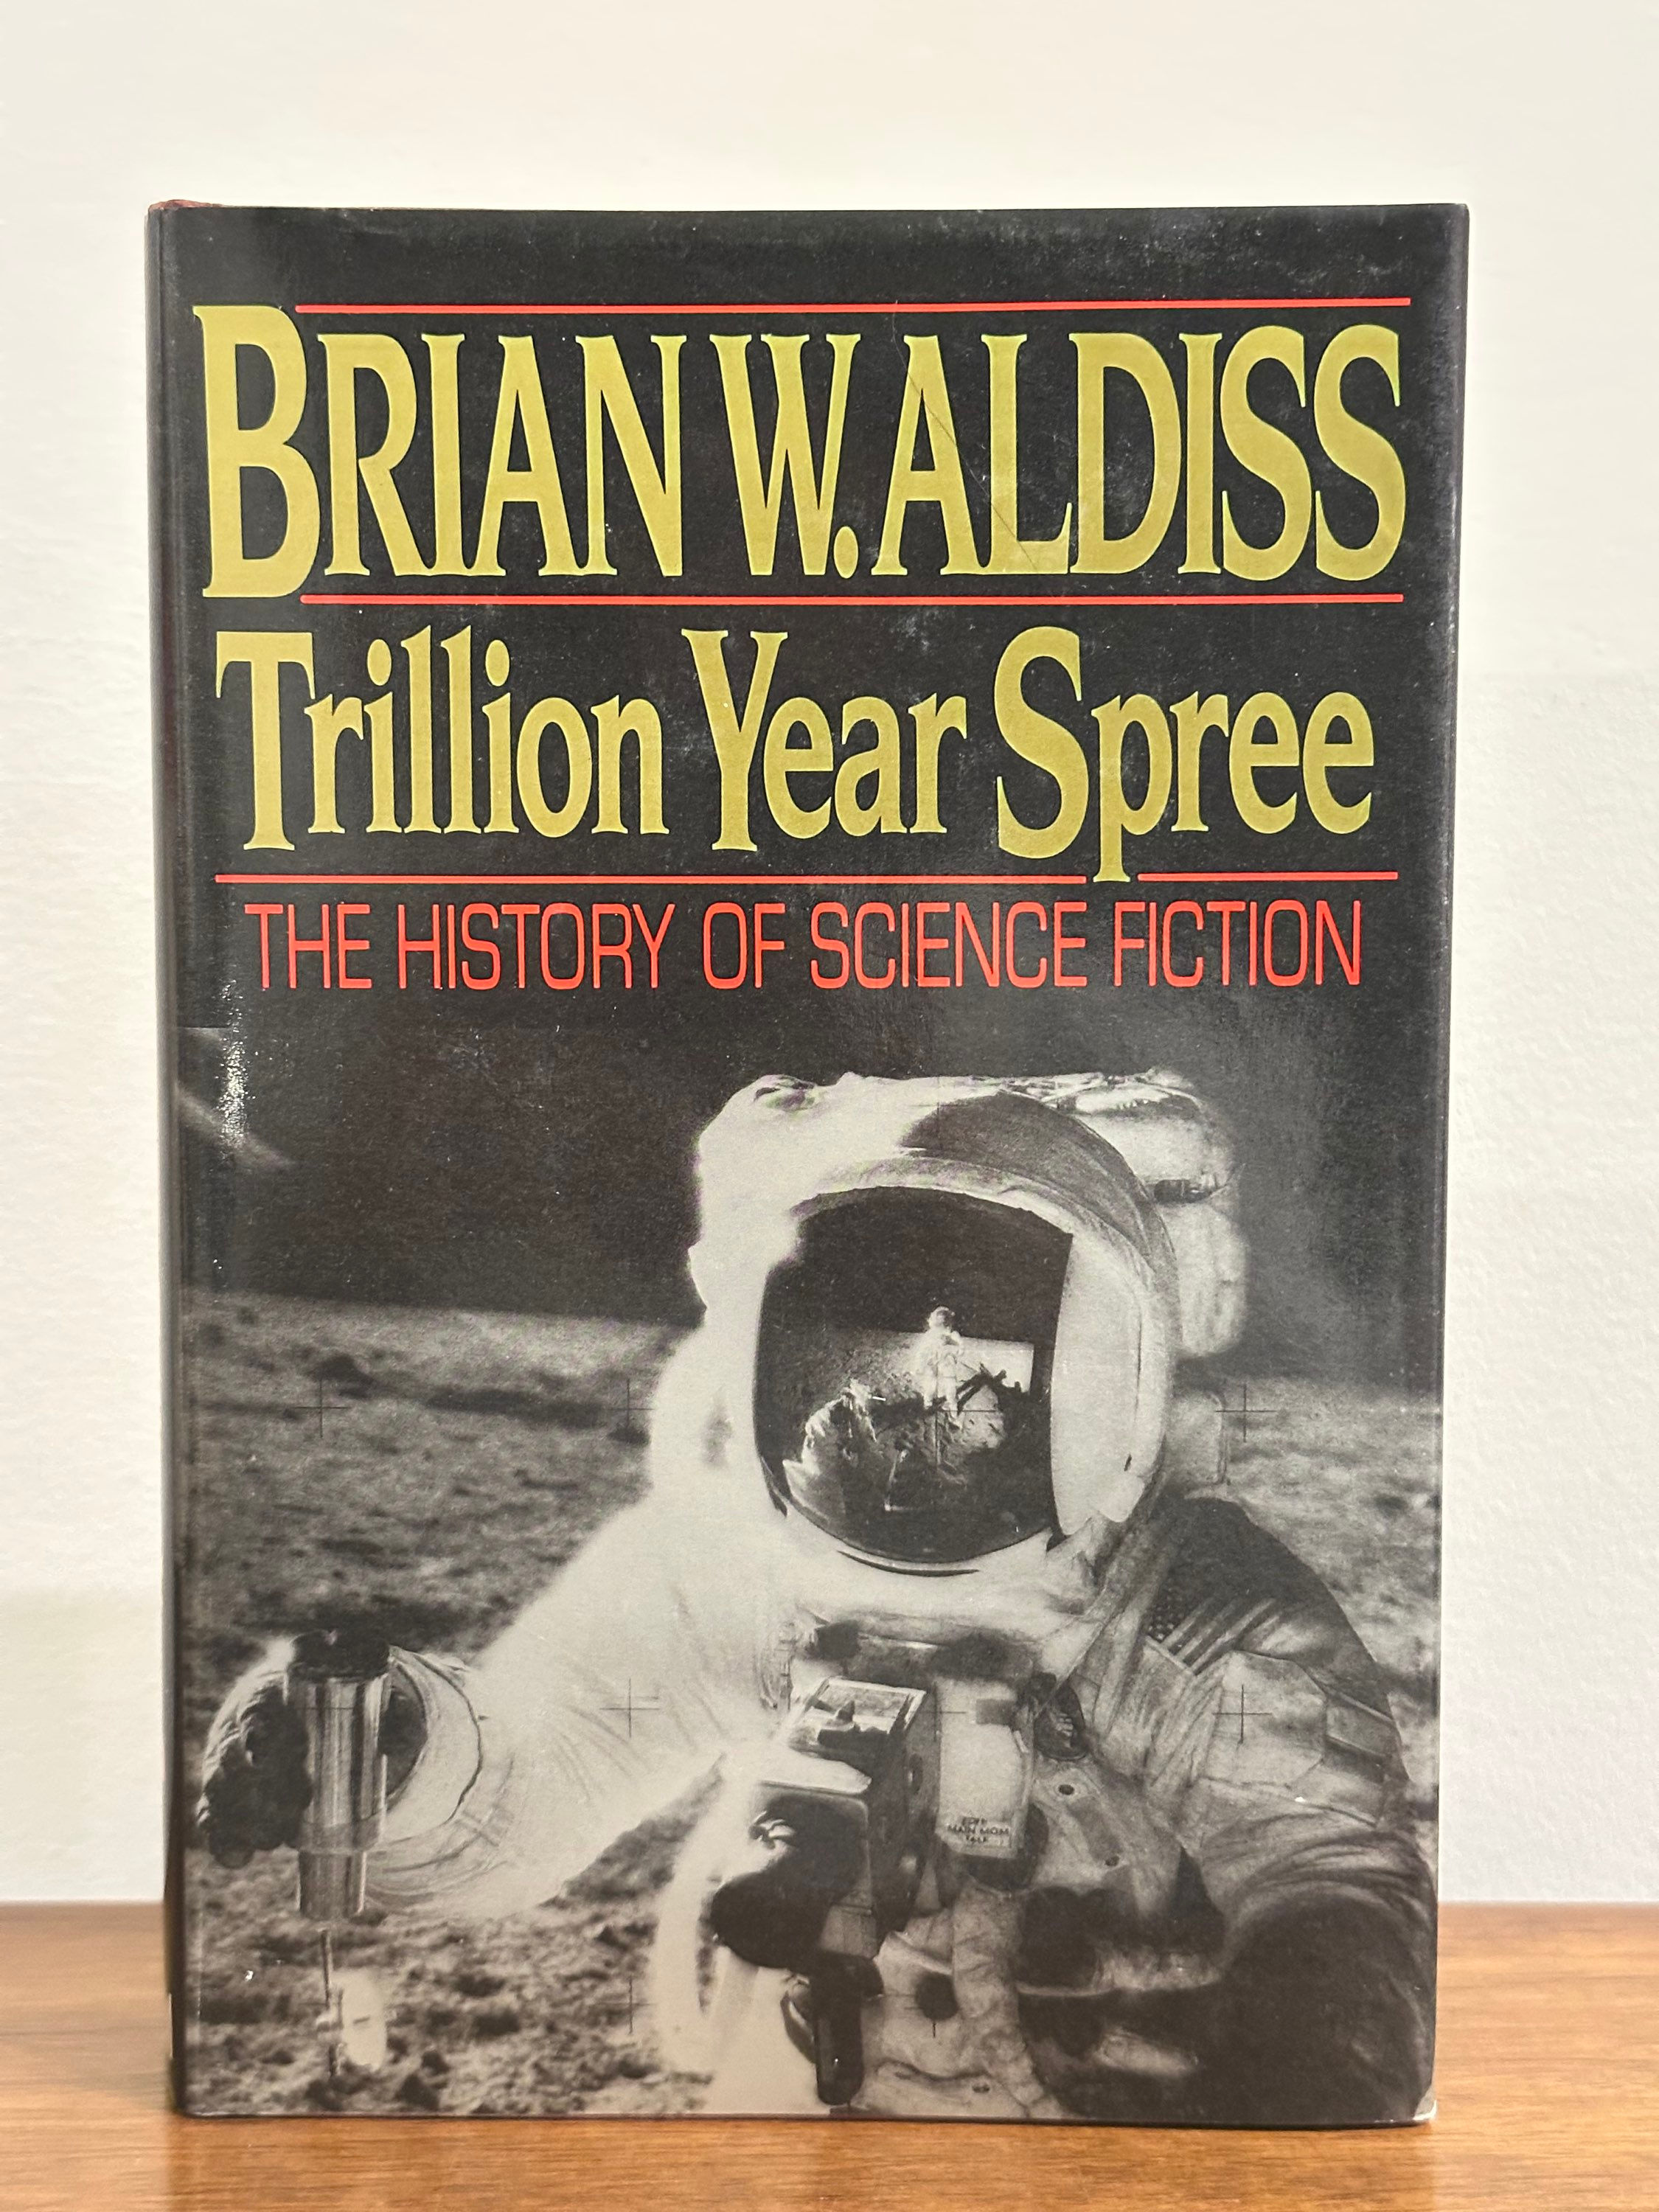 BRIAN W. ALDISS
Trillion Year Spree
THE HISTORY OF SCIENCE FICTION